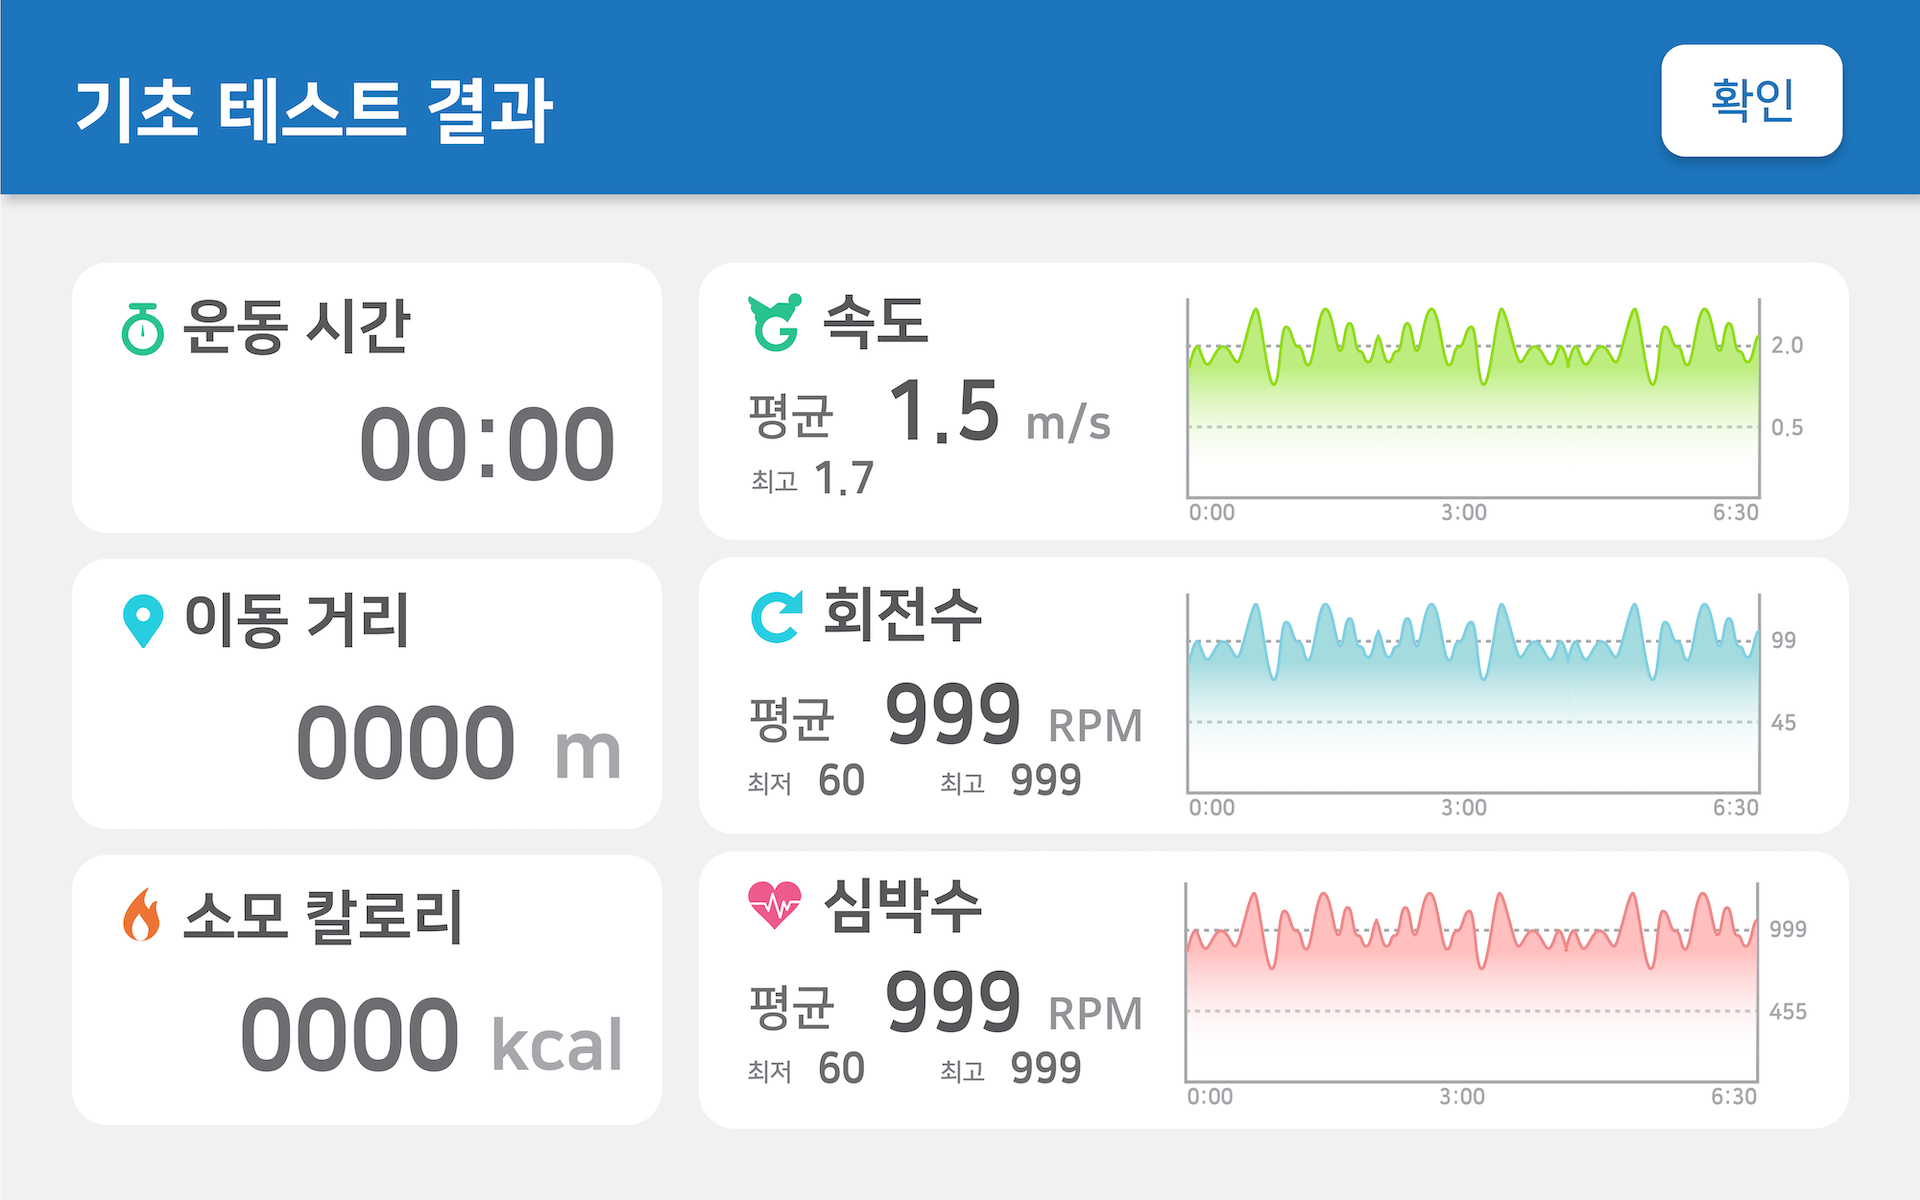 기초 테스트 결과
확인
운동 시간
00:00
이동 거리
0000 m
소모 칼로리
0000 kcal
속도
평균 1.5 m/s
최고 1.7
2.0
0.5
0:00 3:00 6:30
회전수
평균 999 RPM
최저 60 최고 999
99
45
0:00 3:00 6:30
심박수
평균 999 RPM
최저 60 최고 999
999
455
0:00 3:00 6:30